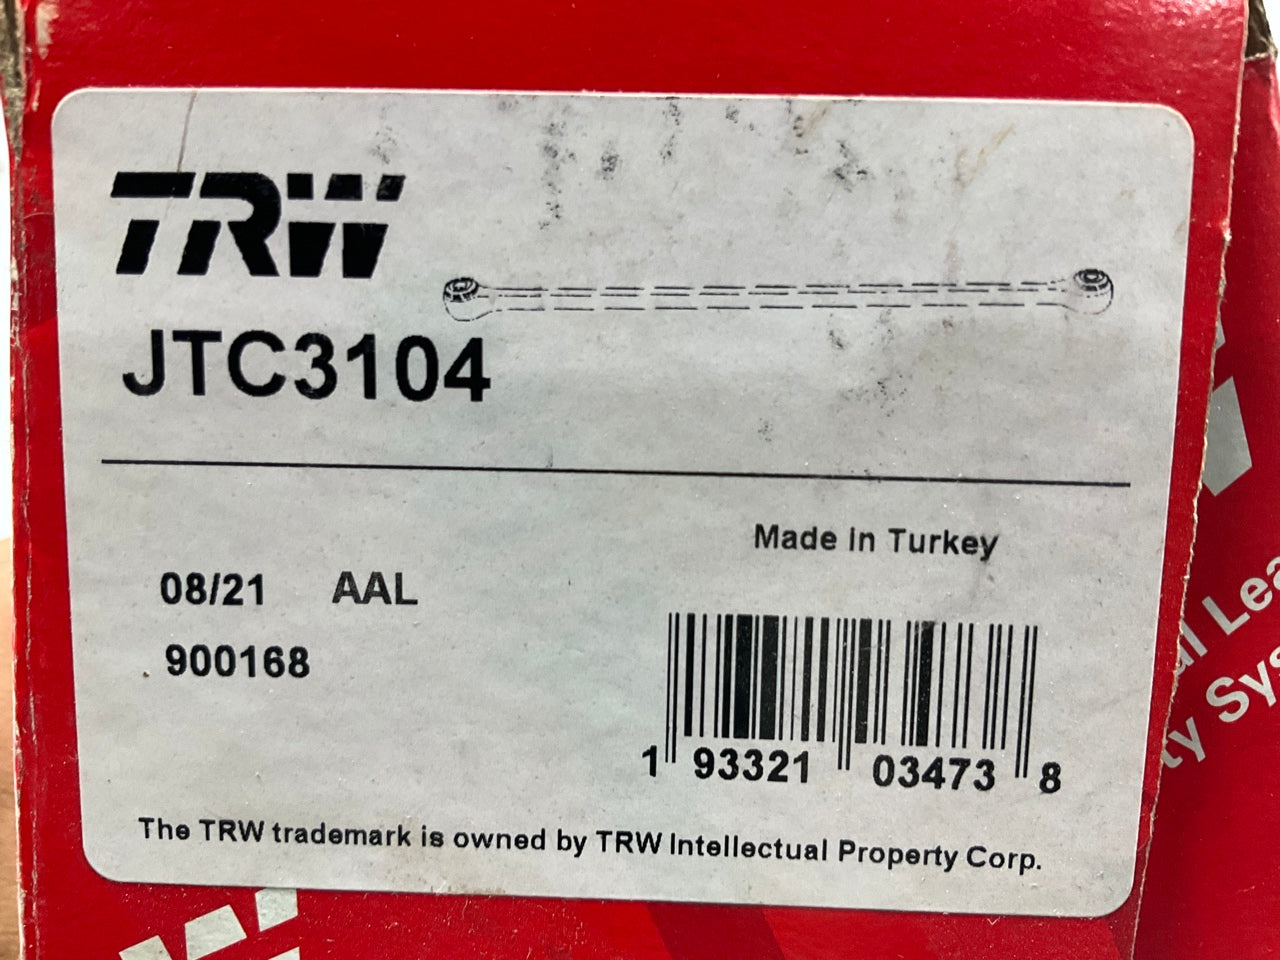 TRW
JTC3104
Made in Turkey
08/21 AAL
900168
1 93321 03473 8
The TRW trademark is owned by TRW Intellectual Property Corp.